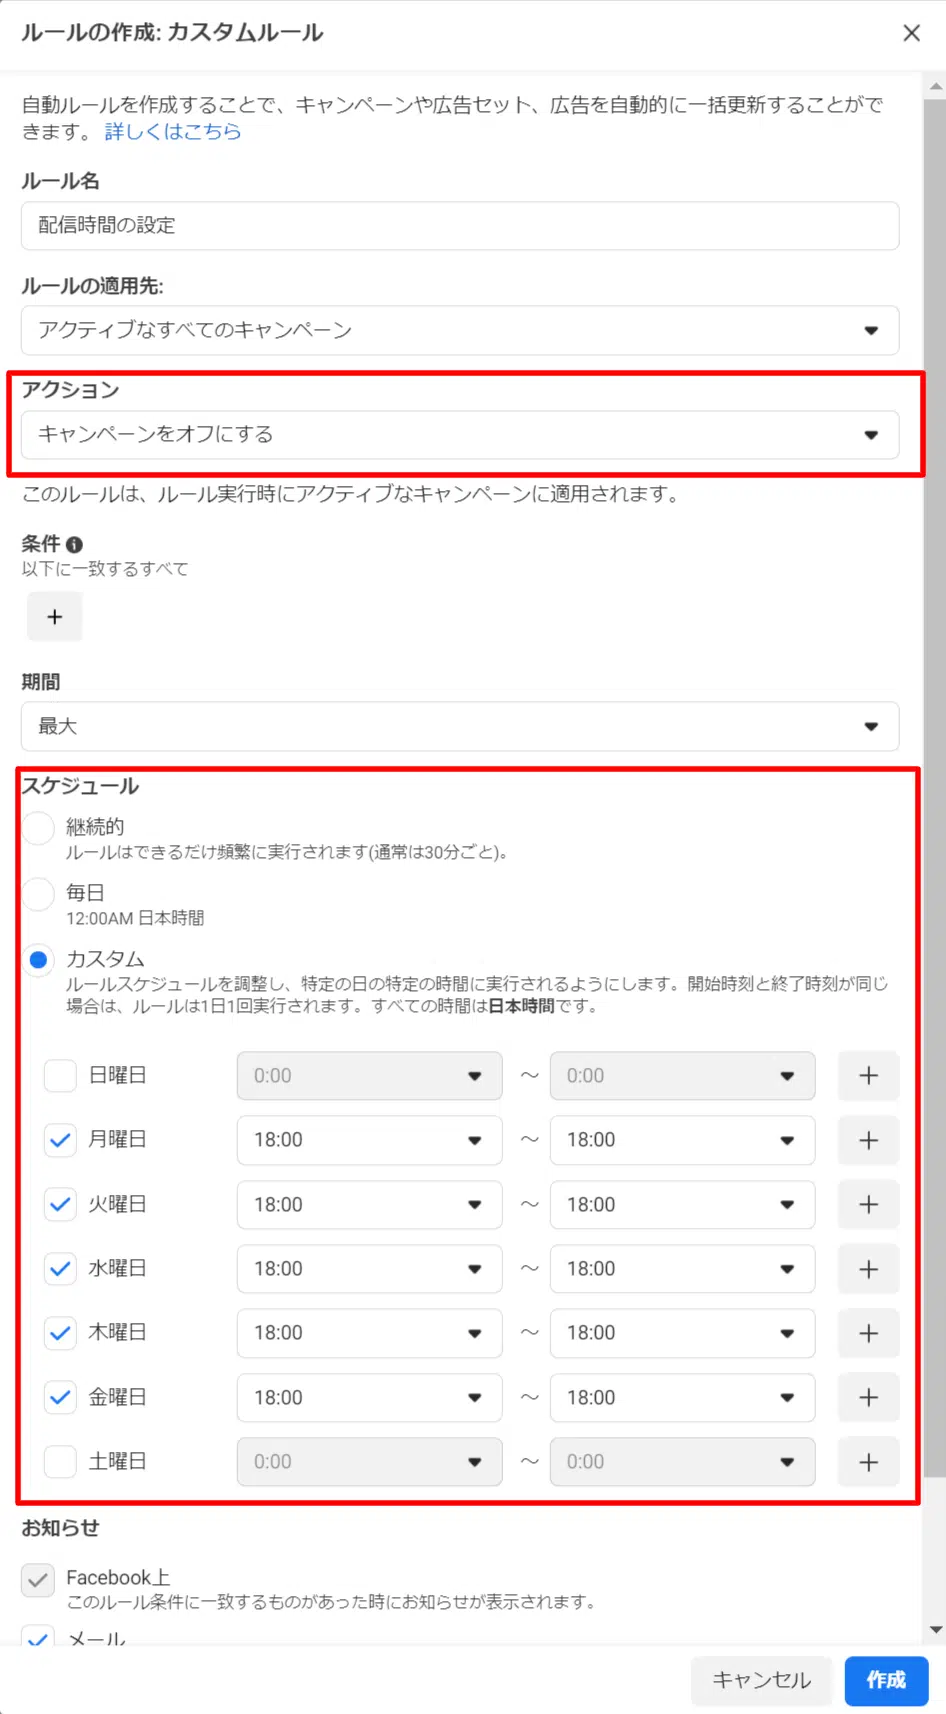 ルールの作成: カスタムルール
自動ルールを作成することで、キャンペーンや広告セット、広告を自動的に一括更新することがで
きます。 詳しくはこちら
ルール名
配信時間の設定
ルールの適用先:
アクティブなすべてのキャンペーン
アクション
キャンペーンをオフにする
このルールは、ルール実行時にアクティブなキャンペーンに適用されます。
条件
以下に一致するすべて
+
期間
最大
スケジュール
継続的
ルールはできるだけ頻繁に実行されます(通常は30分ごと)。
毎日
12:00AM 日本時間
カスタム
ルールスケジュールを調整し、特定の日の特定の時間に実行されるようにします。開始時刻と終了時刻が同じ
場合は、ルールは1日1回実行されます。すべての時間は日本時間です。
日曜日 0:00 ～ 0:00 +
月曜日 18:00 ～ 18:00 +
火曜日 18:00 ～ 18:00 +
水曜日 18:00 ～ 18:00 +
木曜日 18:00 ～ 18:00 +
金曜日 18:00 ～ 18:00 +
土曜日 0:00 ～ 0:00 +
お知らせ
Facebook上
このルール条件に一致するものがあった時にお知らせが表示されます。
メール
キャンセル 作成